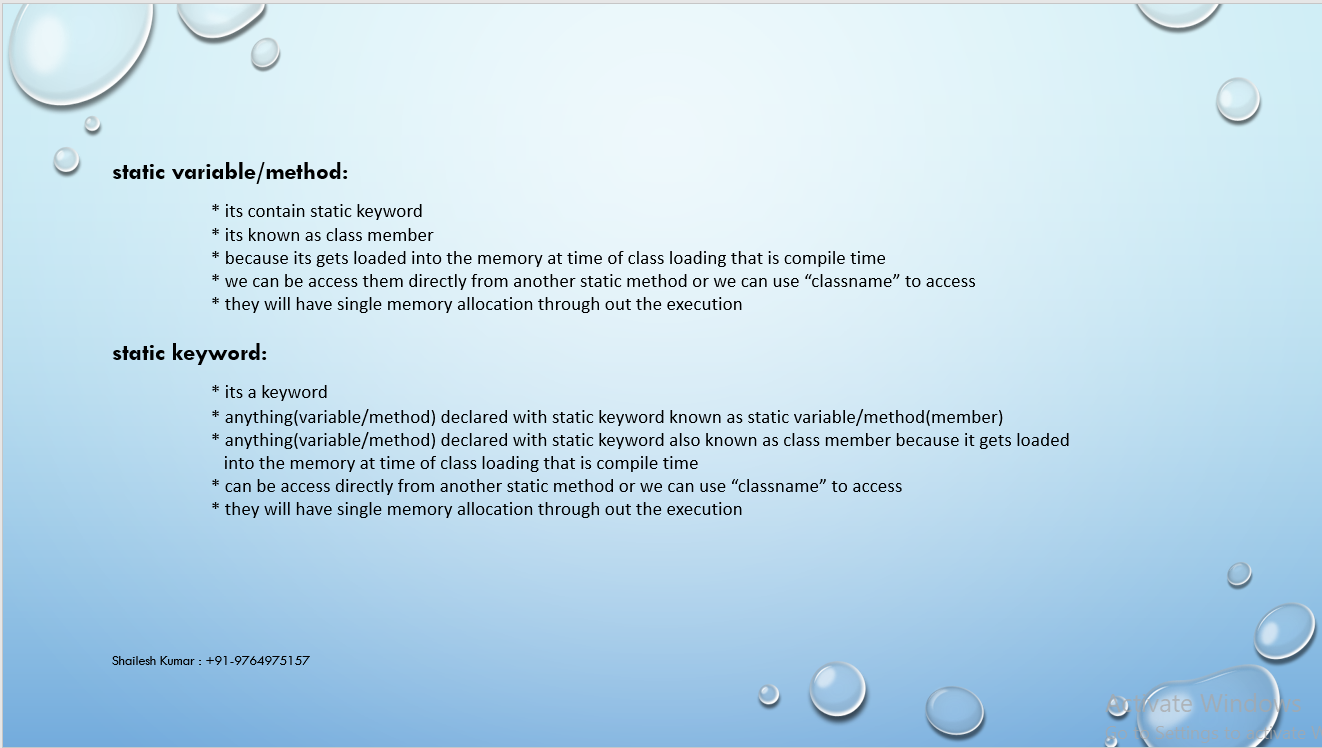 static variable/method:
* its contain static keyword
* its known as class member
* because its gets loaded into the memory at time of class loading that is compile time
* we can be access them directly from another static method or we can use “classname” to access
* they will have single memory allocation through out the execution
static keyword:
* its a keyword
* anything(variable/method) declared with static keyword known as static variable/method(member)
* anything(variable/method) declared with static keyword also known as class member because it gets loaded
into the memory at time of class loading that is compile time
* can be access directly from another static method or we can use “classname” to access
* they will have single memory allocation through out the execution
Shailesh Kumar : +91-9764975157
Activate Windows